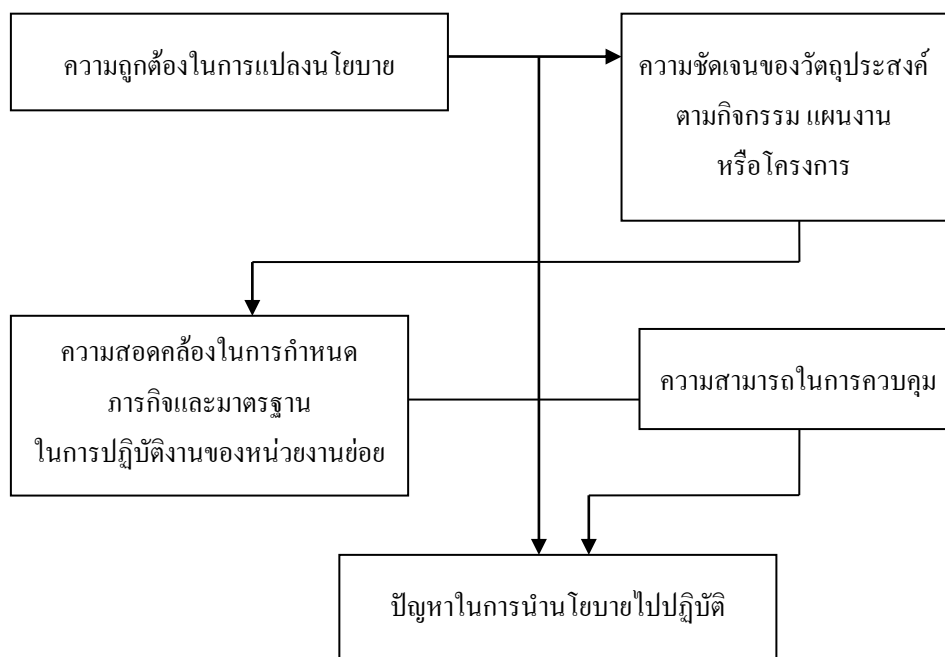 ความถูกต้องในการแปลงนโยบาย
ความชัดเจนของวัตถุประสงค์
ตามกิจกรรม แผนงาน
หรือโครงการ
ความสอดคล้องในการกำหนด
ภารกิจและมาตรฐาน
ในการปฏิบัติงานของหน่วยงานย่อย
ความสามารถในการควบคุม
ปัญหาในการนำนโยบายไปปฏิบัติ